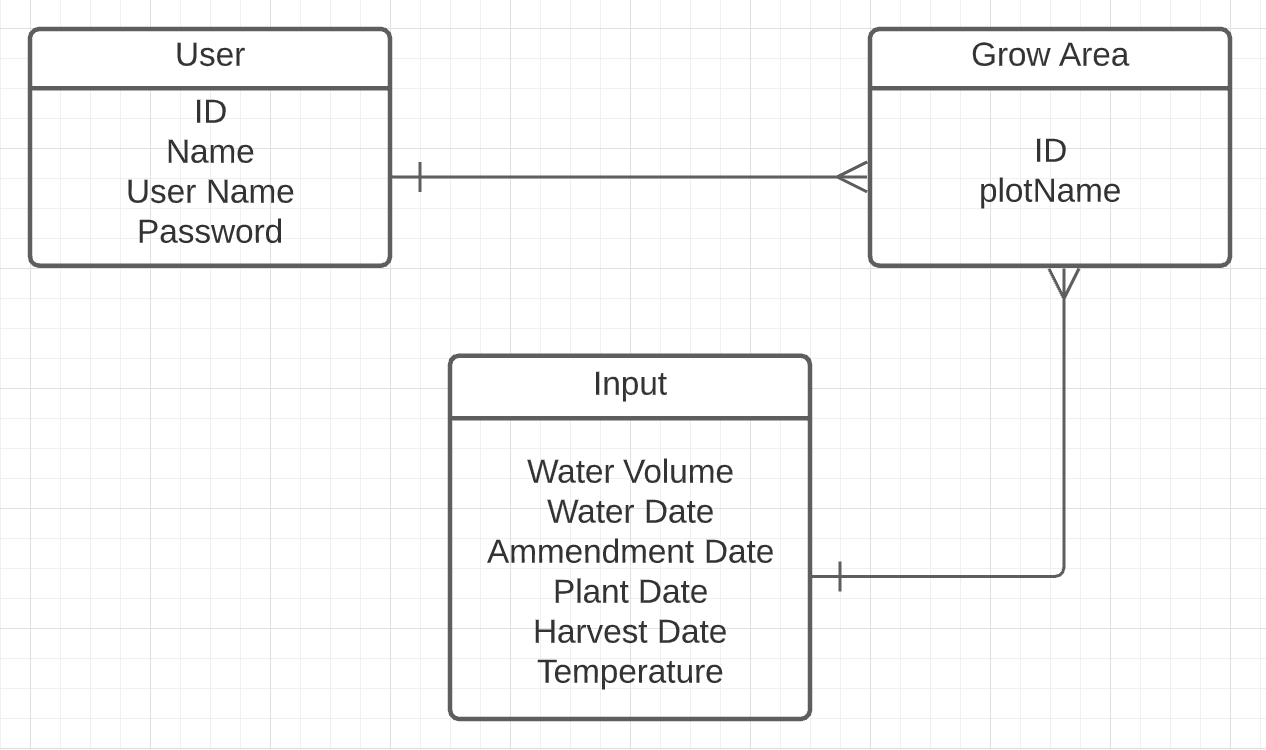 User
ID
Name
User Name
Password
Grow Area
ID
plotName
Input
Water Volume
Water Date
Ammendment Date
Plant Date
Harvest Date
Temperature